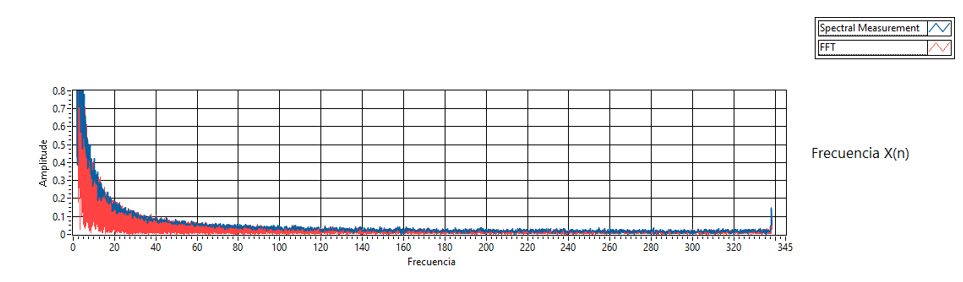 Spectral Measurement
FFT
Amplitude
0.8
0.7
0.6
0.5
0.4
0.3
0.2
0.1
0
0 20 40 60 80 100 120 140 160 180 200 220 240 260 280 300 320 345
Frecuencia
Frecuencia X(n)